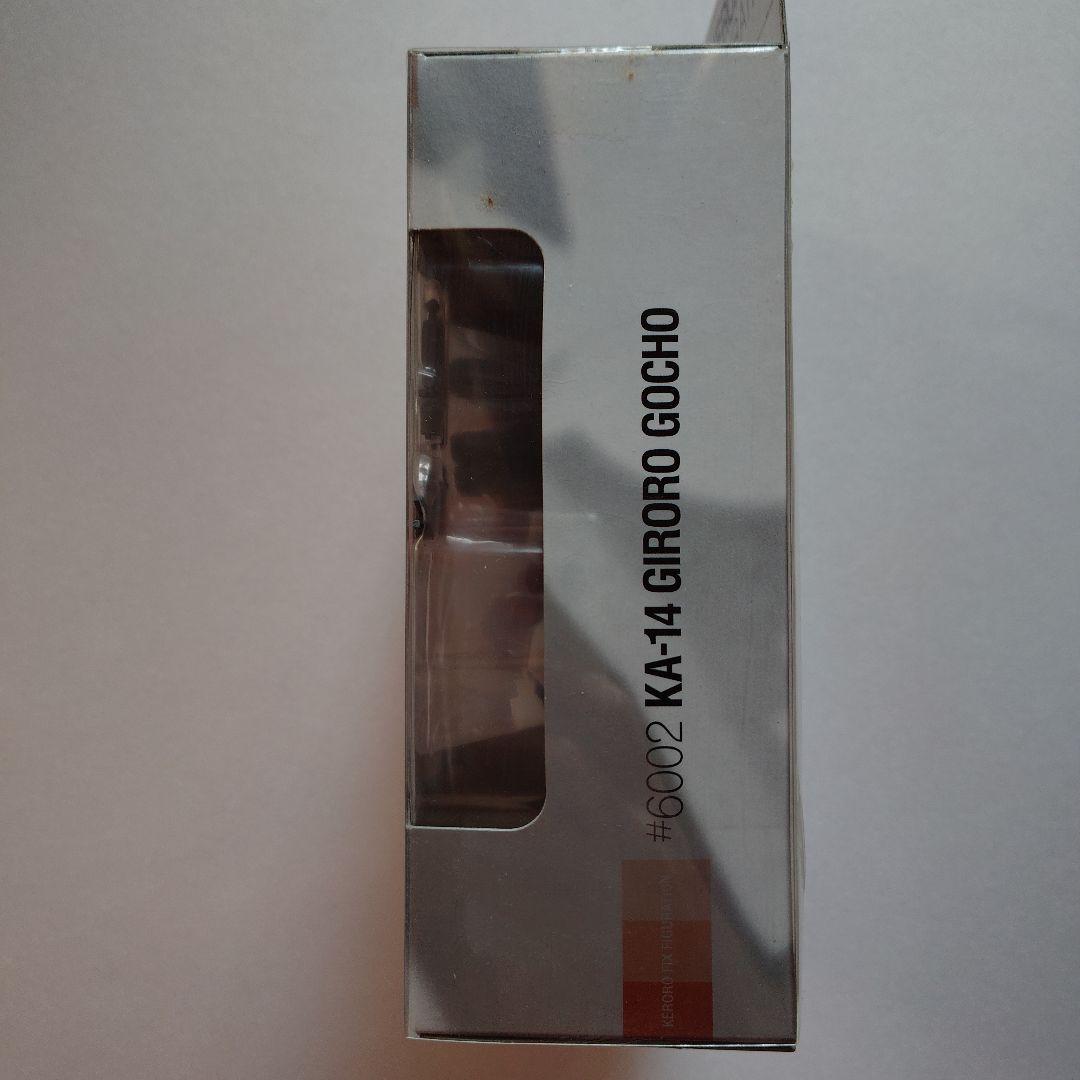 #6002 KA-14 GIRORO GOCHO
KERORO FIX FIGURATION